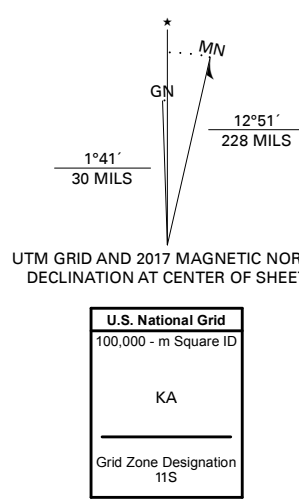 ★
MN
GN
12°51´
228 MILS
1°41´
30 MILS
UTM GRID AND 2017 MAGNETIC NOR
DECLINATION AT CENTER OF SHEET
U.S. National Grid
100,000 - m Square ID
KA
Grid Zone Designation
11S